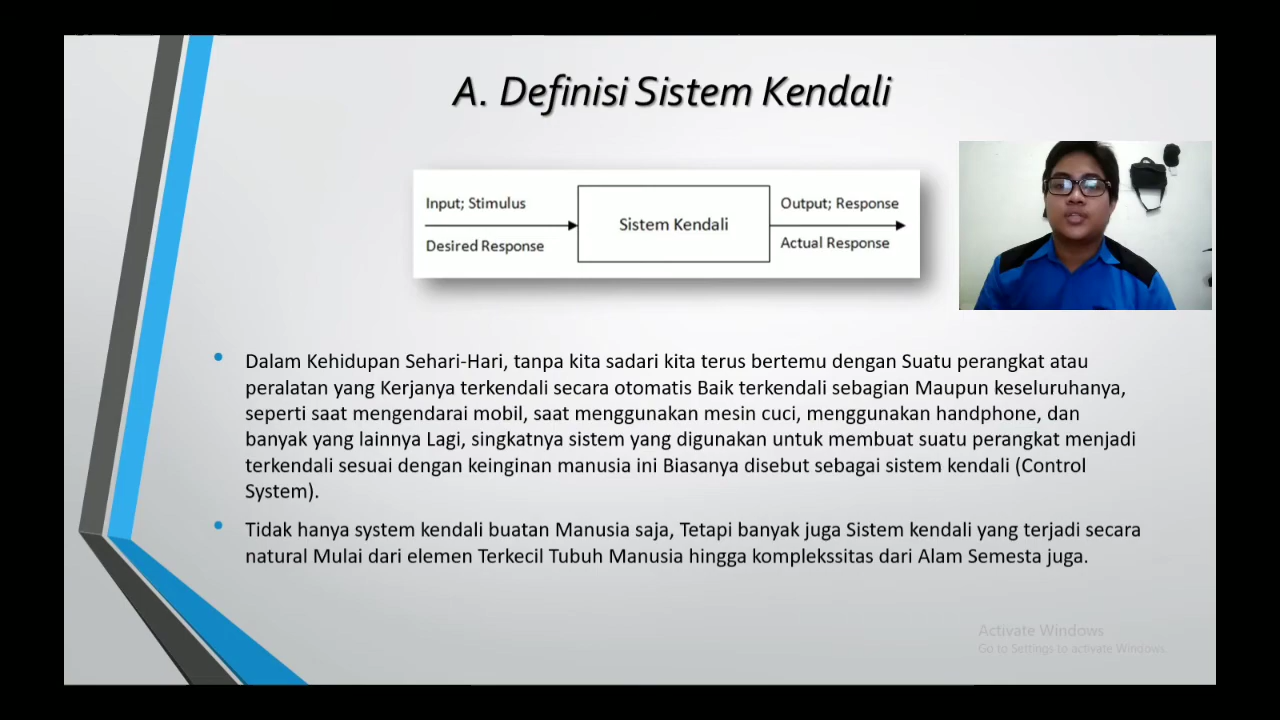 A. Definisi Sistem Kendali
Input; Stimulus
Desired Response
Sistem Kendali
Output; Response
Actual Response
Dalam Kehidupan Sehari-Hari, tanpa kita sadari kita terus bertemu dengan Suatu perangkat atau
peralatan yang Kerjanya terkendali secara otomatis Baik terkendali sebagian Maupun keseluruhanya,
seperti saat mengendarai mobil, saat menggunakan mesin cuci, menggunakan handphone, dan
banyak yang lainnya Lagi, singkatnya sistem yang digunakan untuk membuat suatu perangkat menjadi
terkendali sesuai dengan keinginan manusia ini Biasanya disebut sebagai sistem kendali (Control
System).
Tidak hanya system kendali buatan Manusia saja, Tetapi banyak juga Sistem kendali yang terjadi secara
natural Mulai dari elemen Terkecil Tubuh Manusia hingga komplekssitas dari Alam Semesta juga.
Activate Windows
Go to Settings to activate Windows.